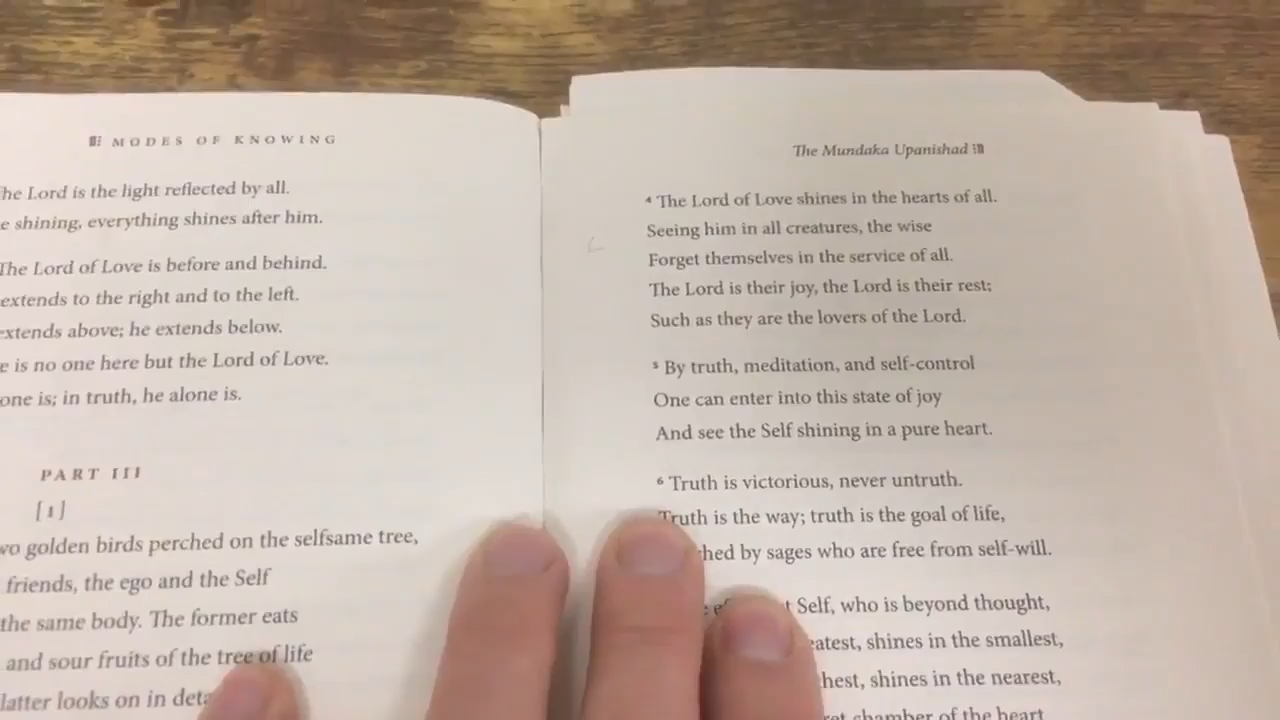 MODES OF KNOWING
he Lord is the light reflected by all.
e shining, everything shines after him.
The Lord of Love is before and behind.
extends to the right and to the left.
extends above; he extends below.
e is no one here but the Lord of Love.
one is; in truth, he alone is.
PART III
[1]
wo golden birds perched on the selfsame tree,
friends, the ego and the Self
the same body. The former eats
and sour fruits of the tree of life
latter looks on in deta
The Mundaka Upanishad
4 The Lord of Love shines in the hearts of all.
Seeing him in all creatures, the wise
Forget themselves in the service of all.
The Lord is their joy, the Lord is their rest;
Such as they are the lovers of the Lord.
5 By truth, meditation, and self-control
One can enter into this state of joy
And see the Self shining in a pure heart.
6 Truth is victorious, never untruth.
Truth is the way; truth is the goal of life,
ched by sages who are free from self-will.
t Self, who is beyond thought,
eatest, shines in the smallest,
hest, shines in the nearest,
ret chamber of the heart